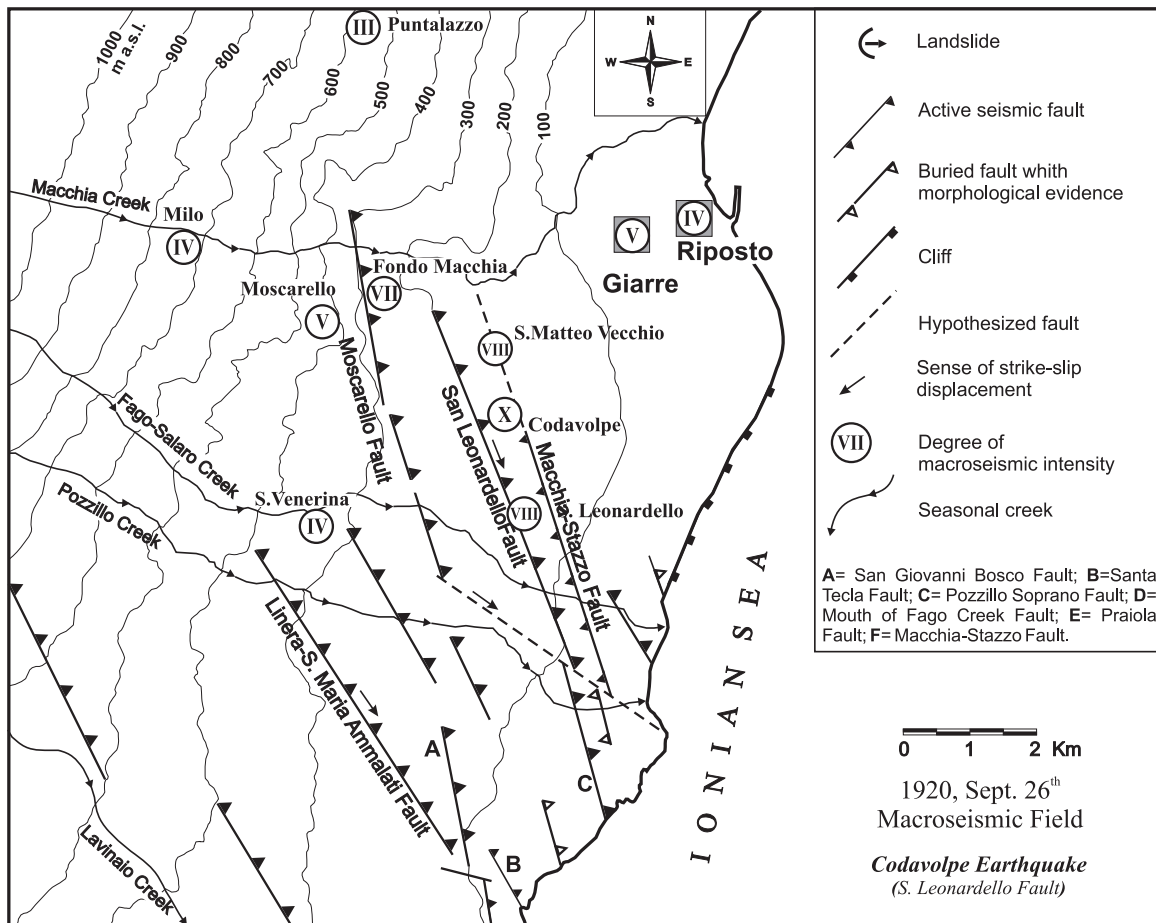 1000
m a.s.l.
900
800
700
600
500
400
300
200
100
III
Puntalazzo
N
W
E
S
Macchia Creek
Milo
IV
Fondo Macchia
VII
Moscarello
V
IV
V
Riposto
Giarre
S.Matteo Vecchio
VIII
Moscarello Fault
San LeonardelloFault
X
Codavolpe
Macchia-Stazzo Fault
VIII
. Leonardello
Fago-Salaro Creek
Pozzillo Creek
S.Venerina
IV
Linera-S. Maria Ammalati Fault
Lavinaio Creek
A
B
C
IONIAN SEA
Landslide
Active seismic fault
Buried fault whith
morphological evidence
Cliff
Hypothesized fault
Sense of strike-slip
displacement
VII
Degree of
macroseismic intensity
Seasonal creek
A= San Giovanni Bosco Fault; B=Santa
Tecla Fault; C= Pozzillo Soprano Fault; D=
Mouth of Fago Creek Fault; E= Praiola
Fault; F= Macchia-Stazzo Fault.
0 1 2 Km
1920, Sept. 26th
Macroseismic Field
Codavolpe Earthquake
(S. Leonardello Fault)